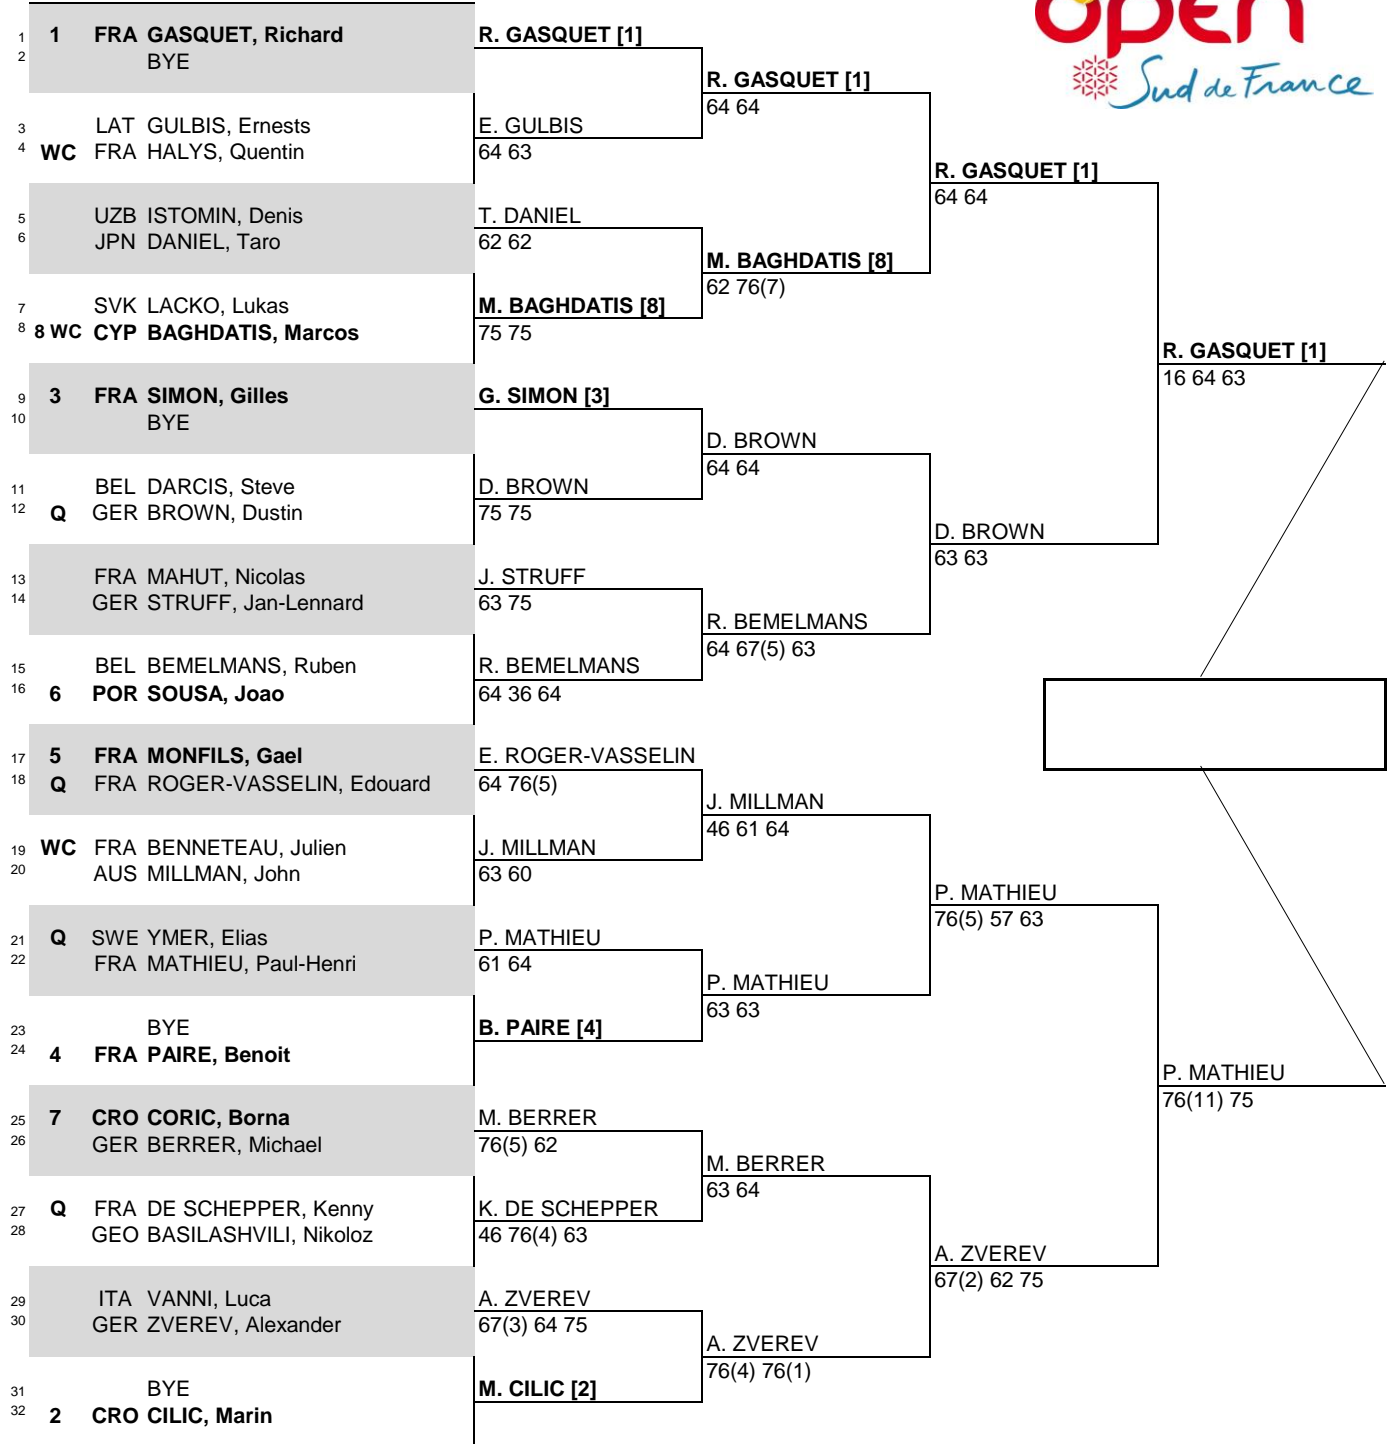 open
Sud de France
1 1 FRA GASQUET, Richard
2 BYE
3 LAT GULBIS, Ernests
4 WC FRA HALYS, Quentin
5 UZB ISTOMIN, Denis
6 JPN DANIEL, Taro
7 SVK LACKO, Lukas
8 8 WC CYP BAGHDATIS, Marcos
9 3 FRA SIMON, Gilles
10 BYE
11 BEL DARCIS, Steve
12 Q GER BROWN, Dustin
13 FRA MAHUT, Nicolas
14 GER STRUFF, Jan-Lennard
15 BEL BEMELMANS, Ruben
16 6 POR SOUSA, Joao
17 5 FRA MONFILS, Gael
18 Q FRA ROGER-VASSELIN, Edouard
19 WC FRA BENNETEAU, Julien
20 AUS MILLMAN, John
21 Q SWE YMER, Elias
22 FRA MATHIEU, Paul-Henri
23 BYE
24 4 FRA PAIRE, Benoit
25 7 CRO CORIC, Borna
26 GER BERRER, Michael
27 Q FRA DE SCHEPPER, Kenny
28 GEO BASILASHVILI, Nikoloz
29 ITA VANNI, Luca
30 GER ZVEREV, Alexander
31 BYE
32 2 CRO CILIC, Marin
R. GASQUET [1]
E. GULBIS
64 63
T. DANIEL
62 62
M. BAGHDATIS [8]
75 75
G. SIMON [3]
D. BROWN
75 75
J. STRUFF
63 75
R. BEMELMANS
64 36 64
E. ROGER-VASSELIN
64 76(5)
J. MILLMAN
63 60
P. MATHIEU
61 64
B. PAIRE [4]
M. BERRER
76(5) 62
K. DE SCHEPPER
46 76(4) 63
A. ZVEREV
67(3) 64 75
M. CILIC [2]
R. GASQUET [1]
64 64
M. BAGHDATIS [8]
62 76(7)
D. BROWN
64 64
R. BEMELMANS
64 67(5) 63
J. MILLMAN
46 61 64
P. MATHIEU
63 63
M. BERRER
63 64
A. ZVEREV
76(4) 76(1)
R. GASQUET [1]
64 64
D. BROWN
63 63
P. MATHIEU
76(5) 57 63
A. ZVEREV
67(2) 62 75
R. GASQUET [1]
16 64 63
P. MATHIEU
76(11) 75